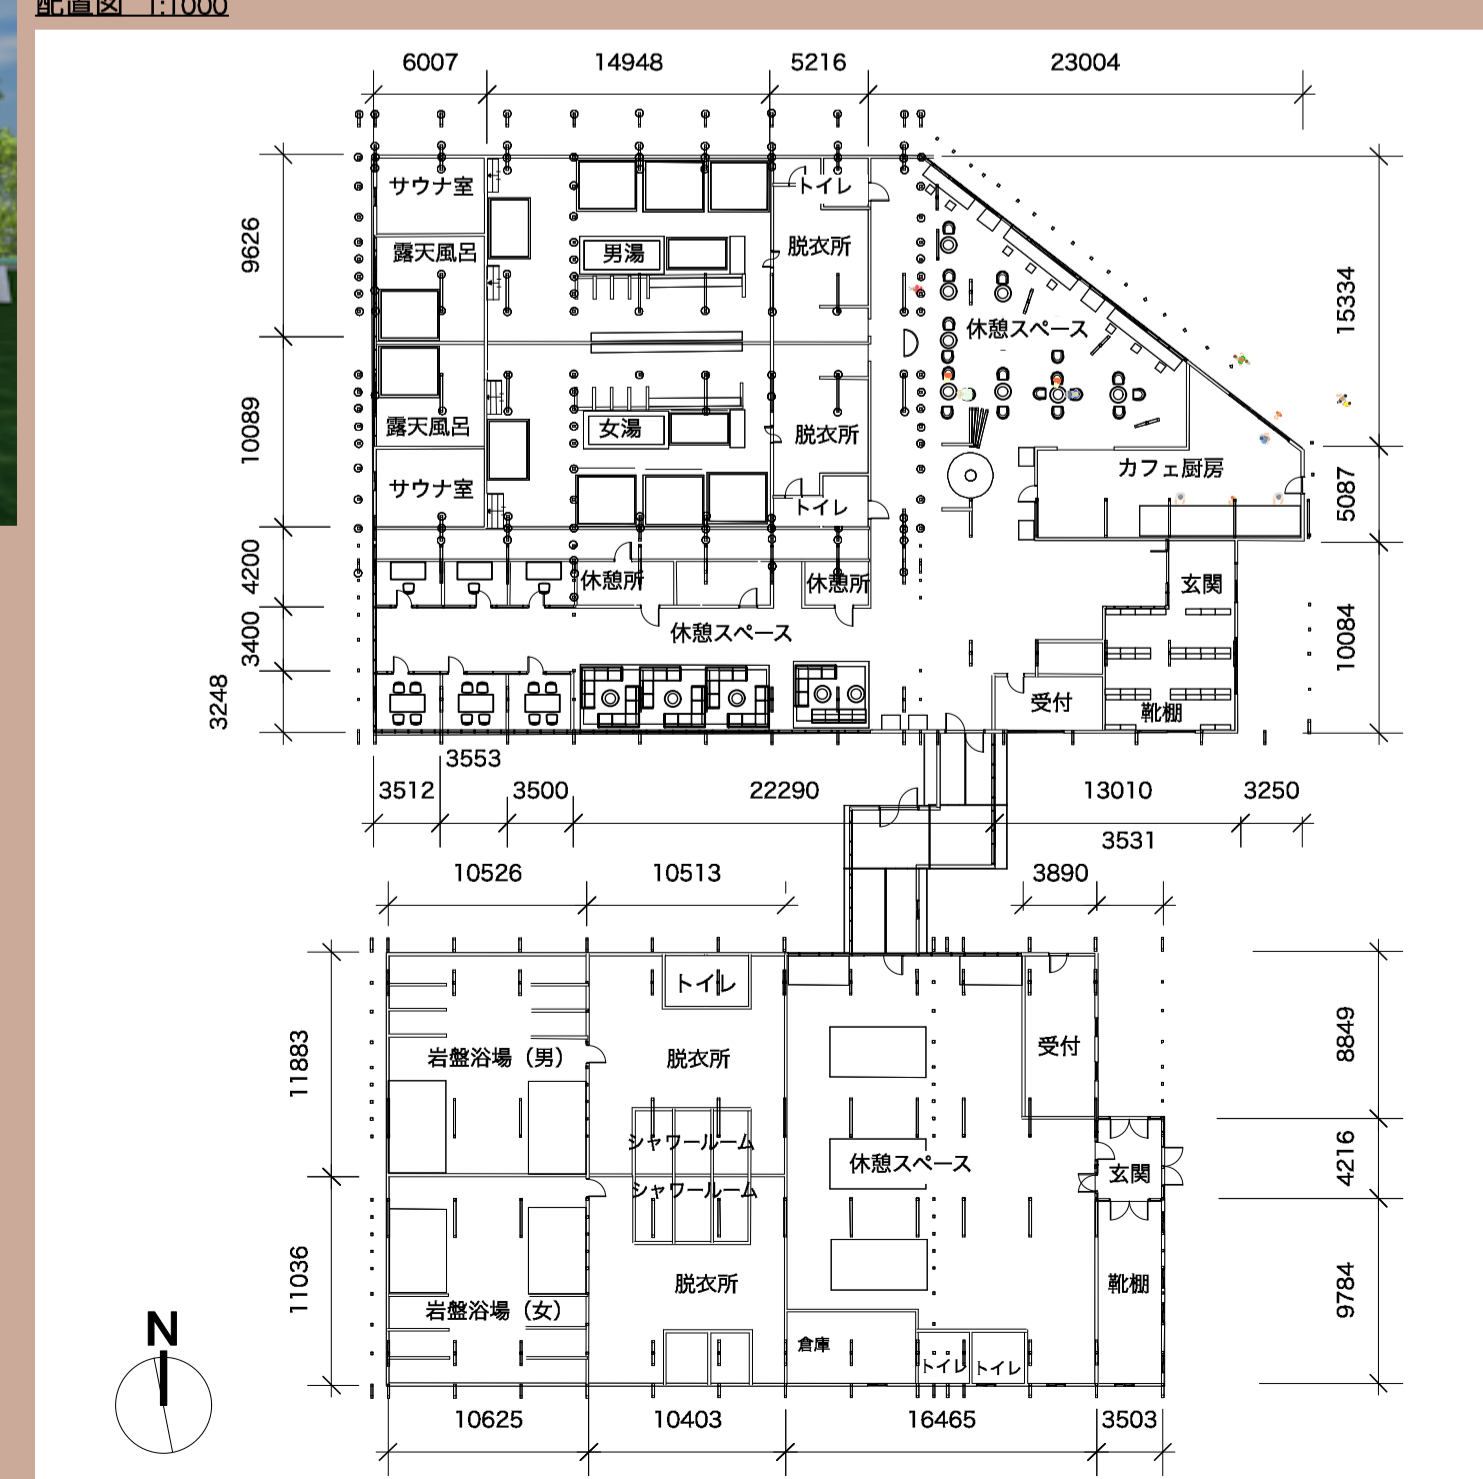 配置図 1:1000
6007
14948
5216
23004
サウナ室
トイレ
露天風呂
男湯
脱衣所
9626
休憩スペース
15334
10089
露天風呂
女湯
脱衣所
サウナ室
トイレ
カフェ厨房
5087
4200
休憩所
休憩所
玄関
3400
休憩スペース
10084
3248
受付
靴棚
3553
3512
3500
22290
13010
3250
3531
10526
10513
3890
トイレ
11883
岩盤浴場（男）
脱衣所
受付
8849
シャワールーム
シャワールーム
休憩スペース
玄関
4216
11036
脱衣所
靴棚
9784
岩盤浴場（女）
倉庫
トイレ
トイレ
N
10625
10403
16465
3503